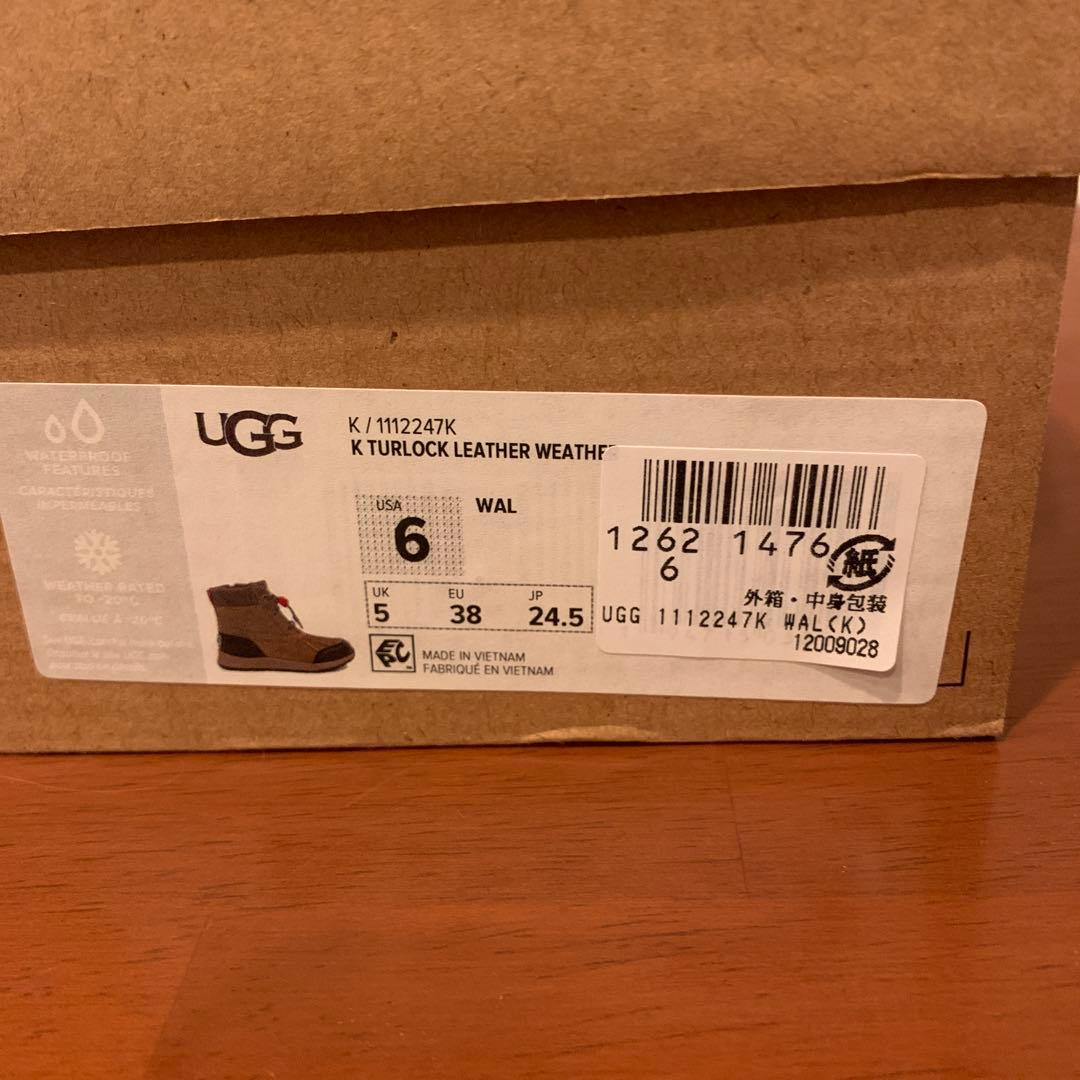 WATERPROOF
FEATURES
CARACTÉRISTIQUES
IMPERMÉABLES
WEATHER RATED
TO -20°C
ÉVALUÉ À -20°C
UGG
K / 1112247K
K TURLOCK LEATHER WEATHE
USA
6
WAL
UK
5
EU
38
JP
24.5
MADE IN VIETNAM
FABRIQUÉ EN VIETNAM
1262 1476
6
紙
外箱・中身包装
UGG 1112247K WAL(K)
12009028